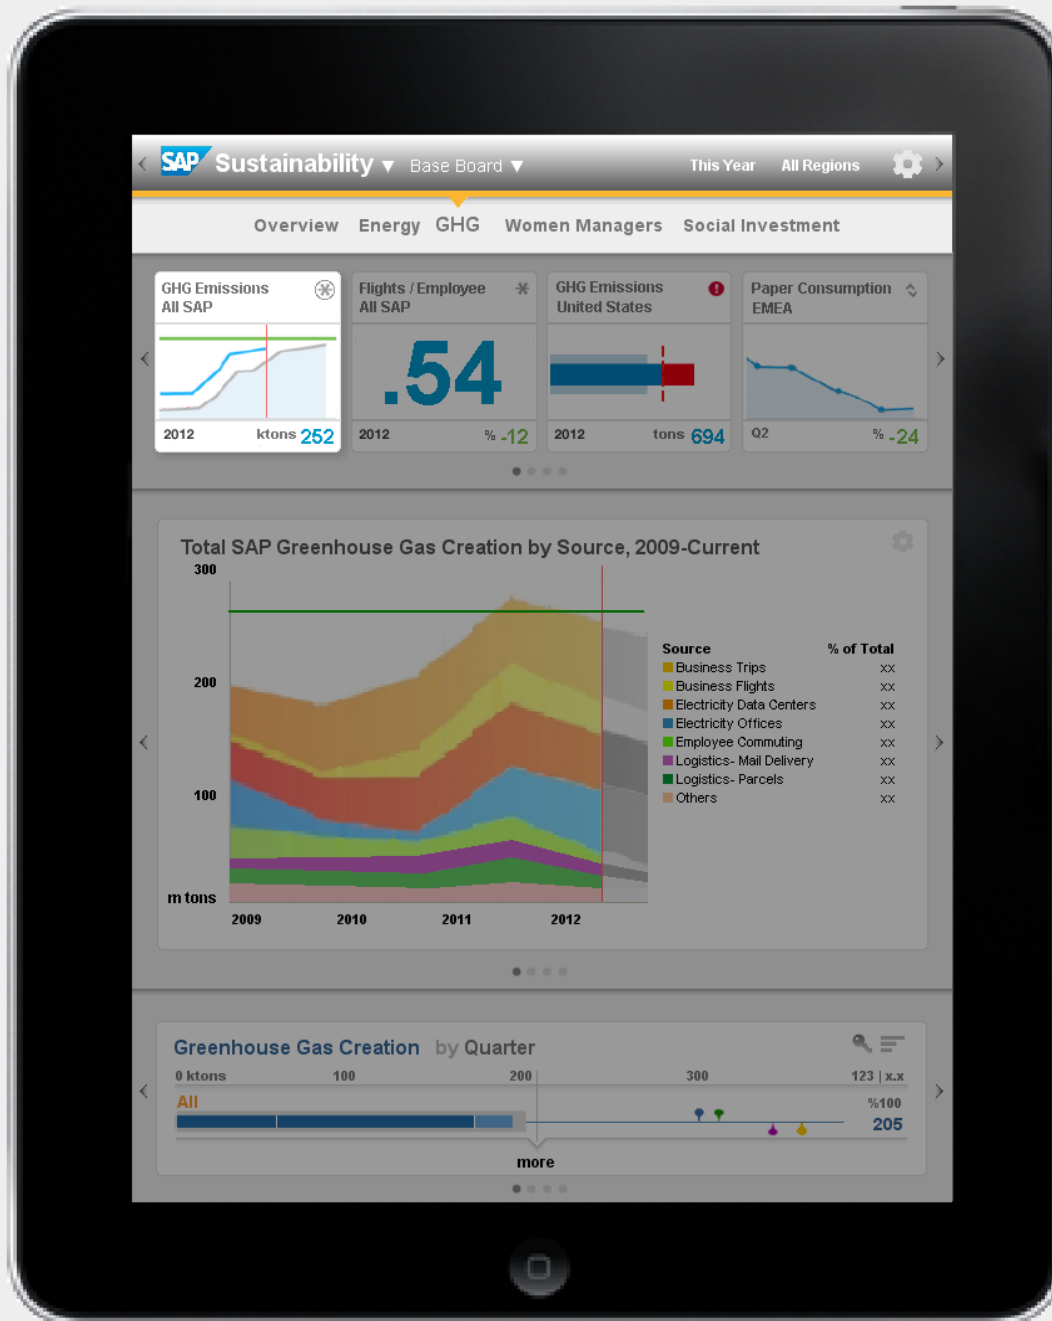 SAP Sustainability ▼ Base Board ▼ This Year All Regions
Overview Energy GHG Women Managers Social Investment
GHG Emissions
All SAP
2012 ktons 252
Flights / Employee
All SAP
.54
2012 % -12
GHG Emissions
United States
2012 tons 694
Paper Consumption
EMEA
Q2 % -24
Total SAP Greenhouse Gas Creation by Source, 2009-Current
300
200
100
m tons
2009 2010 2011 2012
Source % of Total
Business Trips xx
Business Flights xx
Electricity Data Centers xx
Electricity Offices xx
Employee Commuting xx
Logistics- Mail Delivery xx
Logistics- Parcels xx
Others xx
Greenhouse Gas Creation by Quarter
0 ktons 100 200 300 123 | x.x
All %100
205
more